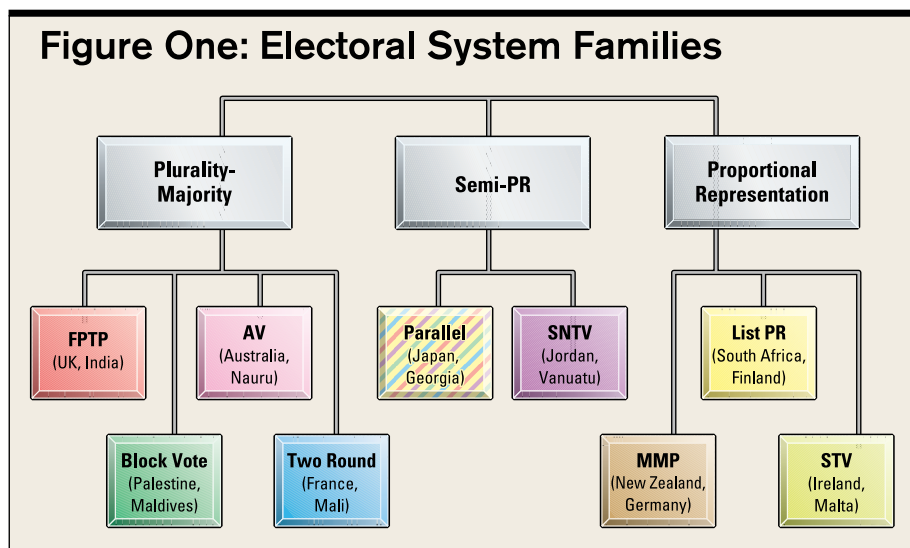 Figure One: Electoral System Families
Plurality-
Majority
Semi-PR
Proportional
Representation
FPTP
(UK, India)
AV
(Australia,
Nauru)
Parallel
(Japan,
Georgia)
SNTV
(Jordan,
Vanuatu)
List PR
(South Africa,
Finland)
Block Vote
(Palestine,
Maldives)
Two Round
(France,
Mali)
MMP
(New Zealand,
Germany)
STV
(Ireland,
Malta)